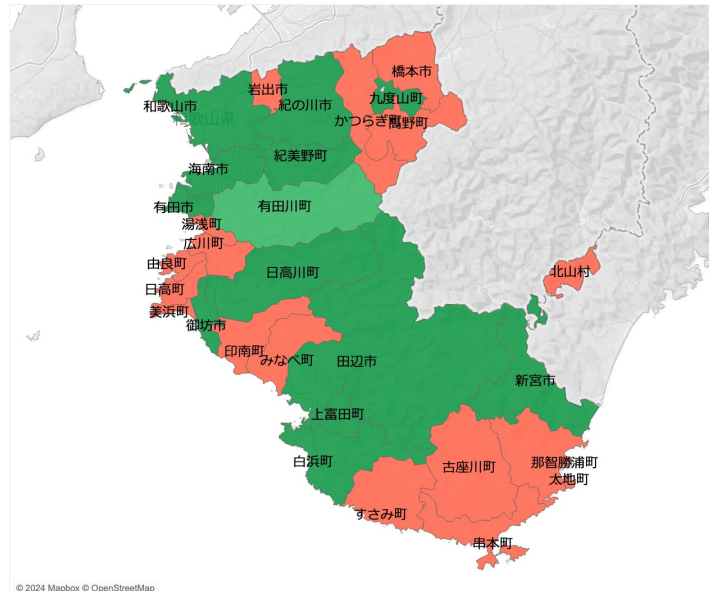 橋本市
岩出市
九度山町
和歌山市
紀の川市
かつらぎ町
高野町
和歌山県
紀美野町
海南市
有田市
有田川町
湯浅町
広川町
由良町
日高川町
北山村
日高町
美浜町
御坊市
印南町
みなべ町
田辺市
新宮市
上富田町
白浜町
古座川町
那智勝浦町
太地町
すさみ町
串本町
© 2024 Mapbox © OpenStreetMap